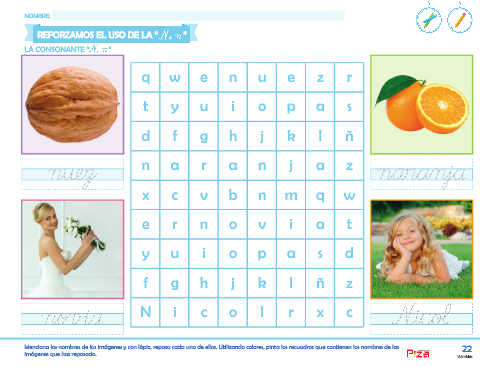 NOMBRE:
REFORZAMOS EL USO DE LA "N, n"
LA CONSONANTE "N, n"
q w e n u e z r
t y u i o p a s
d f g h j k l ñ
n a r a n j a z
x c v b n m q w
e r n o v i a t
y u i o p a s d
f g h j k l ñ z
N i c o l r x c
nuez
naranja
novia
Nicol
Menciona los nombres de las imágenes y con lápiz, repasa cada uno de ellos. Utilizando colores, pinta los recuadros que contienen los nombres de las
imágenes que has repasado.
22